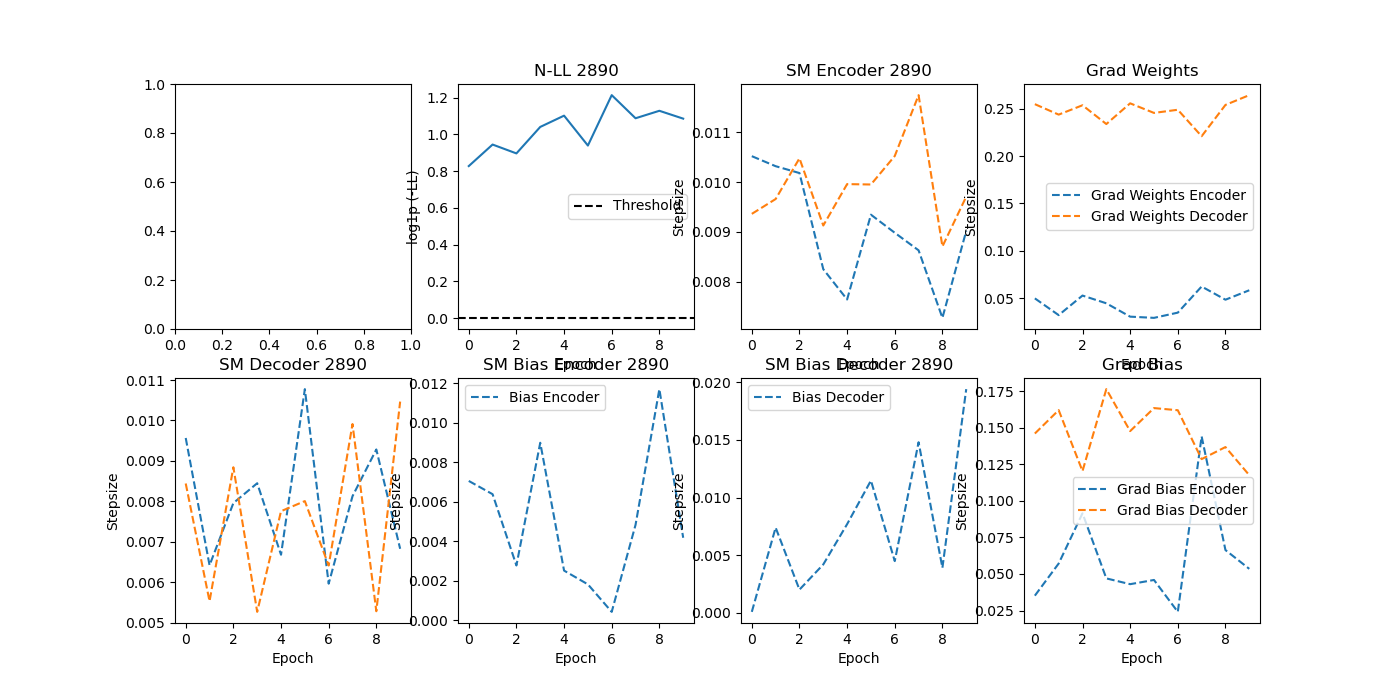 N-LL 2890
SM Encoder 2890
Grad Weights
1.0
0.8
0.6
0.4
0.2
0.0
0.0 0.2 0.4 0.6 0.8 1.0
log1p (-LL)
1.2
1.0
0.8
0.6
0.4
0.2
0.0
Threshold
0 2 4 6 8
Epoch
Stepsize
0.011
0.010
0.009
0.008
0 2 4 6 8
Epoch
Stepsize
0.25
0.20
0.15
0.10
0.05
Grad Weights Encoder
Grad Weights Decoder
0 2 4 6 8
Epoch
SM Decoder 2890
SM Bias Encoder 2890
SM Bias Decoder 2890
Grad Bias
Stepsize
0.011
0.010
0.009
0.008
0.007
0.006
0.005
0 2 4 6 8
Epoch
Stepsize
0.012
0.010
0.008
0.006
0.004
0.002
0.000
Bias Encoder
0 2 4 6 8
Epoch
Stepsize
0.020
0.015
0.010
0.005
0.000
Bias Decoder
0 2 4 6 8
Epoch
Stepsize
0.175
0.150
0.125
0.100
0.075
0.050
0.025
Grad Bias Encoder
Grad Bias Decoder
0 2 4 6 8
Epoch